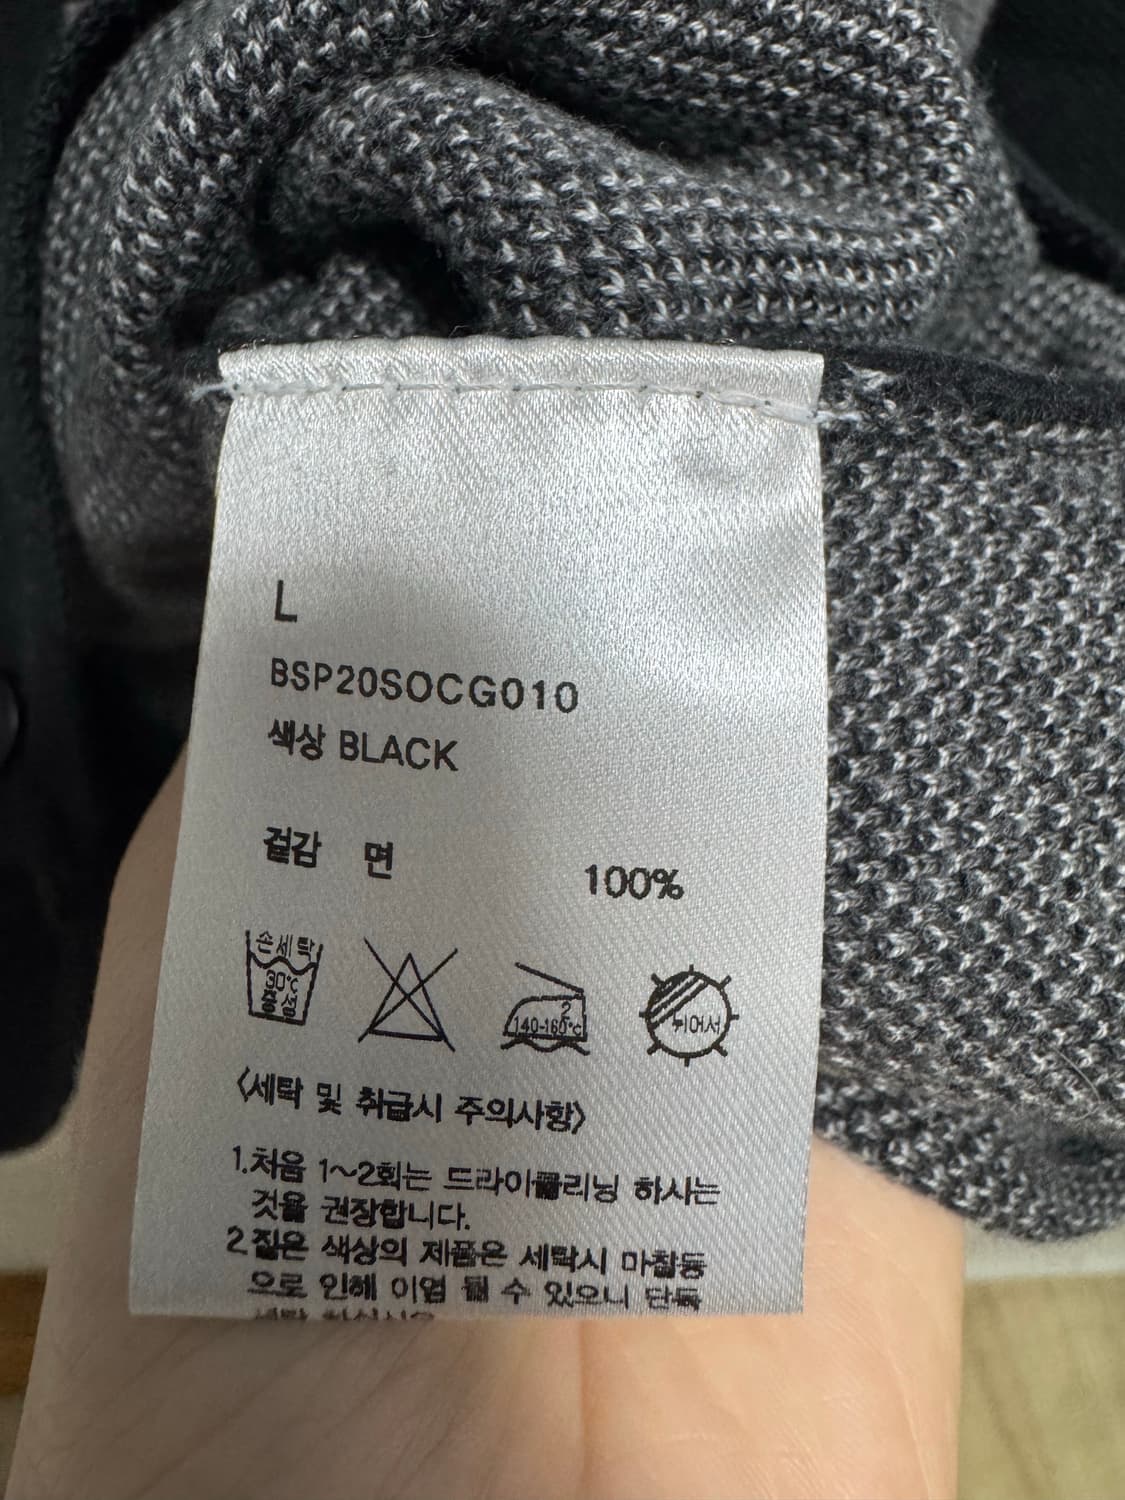 L
BSP20SOCG010
색상 BLACK
겉감 면 100%
손세탁
30℃
중성
2
140-160℃
뉘어서
<세탁 및 취급시 주의사항>
1.처음 1~2회는 드라이클리닝 하시는
것을 권장합니다.
2.짙은 색상의 제품은 세탁시 마찰등
으로 인해 이염 될 수 있으니 단독